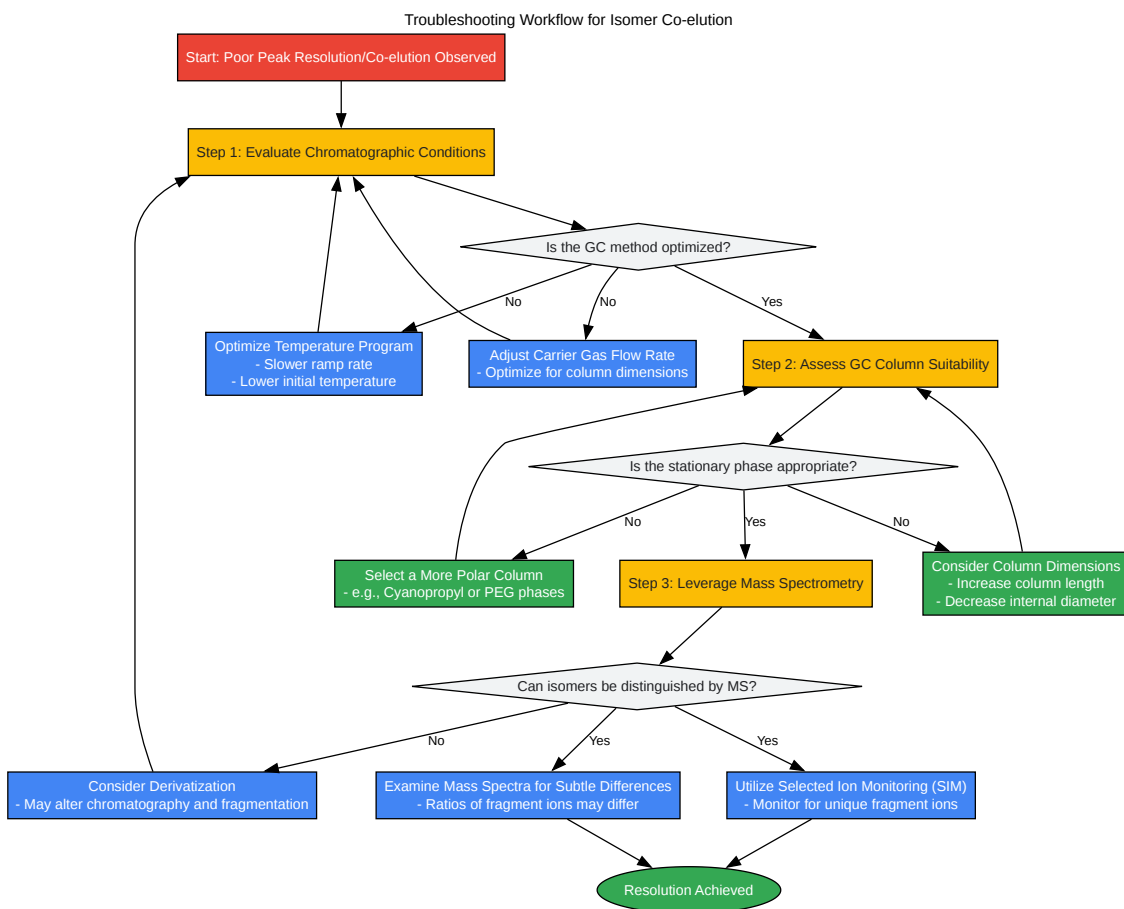 Troubleshooting Workflow for Isomer Co-elution
Start: Poor Peak Resolution/Co-elution Observed
Step 1: Evaluate Chromatographic Conditions
Is the GC method optimized?
No
No
Yes
Optimize Temperature Program
- Slower ramp rate
- Lower initial temperature
Adjust Carrier Gas Flow Rate
- Optimize for column dimensions
Step 2: Assess GC Column Suitability
Is the stationary phase appropriate?
No
Yes
No
Select a More Polar Column
- e.g., Cyanopropyl or PEG phases
Step 3: Leverage Mass Spectrometry
Consider Column Dimensions
- Increase column length
- Decrease internal diameter
Can isomers be distinguished by MS?
No
Yes
Yes
Consider Derivatization
- May alter chromatography and fragmentation
Examine Mass Spectra for Subtle Differences
- Ratios of fragment ions may differ
Utilize Selected Ion Monitoring (SIM)
- Monitor for unique fragment ions
Resolution Achieved